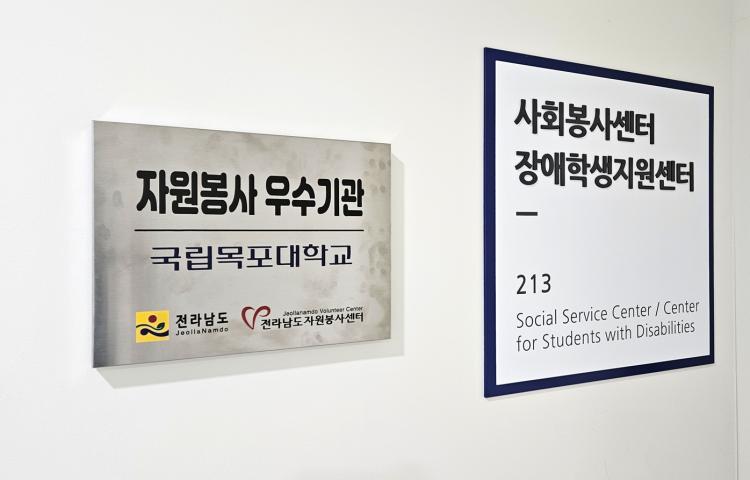 자원봉사 우수기관
국립목포대학교
전라남도
JeollaNamdo
Jeollanamdo Volunteer Center
전라남도자원봉사센터
사회봉사센터
장애학생지원센터
213
Social Service Center / Center
for Students with Disabilities